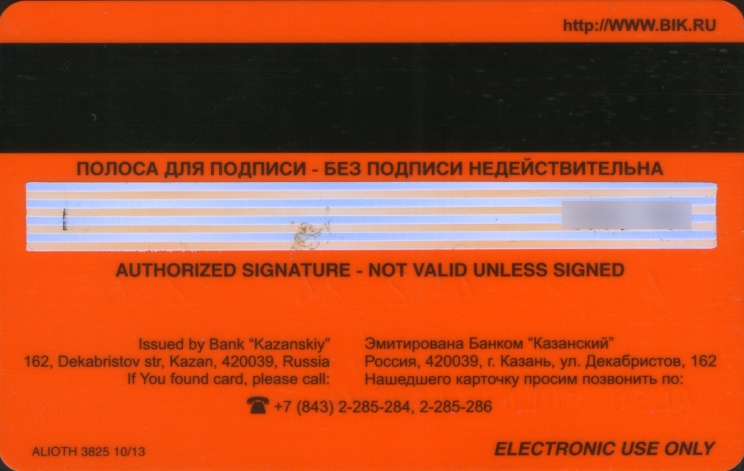 http://WWW.BIK.RU
ПОЛОСА ДЛЯ ПОДПИСИ - БЕЗ ПОДПИСИ НЕДЕЙСТВИТЕЛЬНА
AUTHORIZED SIGNATURE - NOT VALID UNLESS SIGNED
Issued by Bank “Kazanskiy”
162, Dekabristov str, Kazan, 420039, Russia
If You found card, please call:
Эмитирована Банком “Казанский”
Россия, 420039, г. Казань, ул. Декабристов, 162
Нашедшего карточку просим позвонить по:
☎ +7 (843) 2-285-284, 2-285-286
ALIOTH 3825 10/13
ELECTRONIC USE ONLY